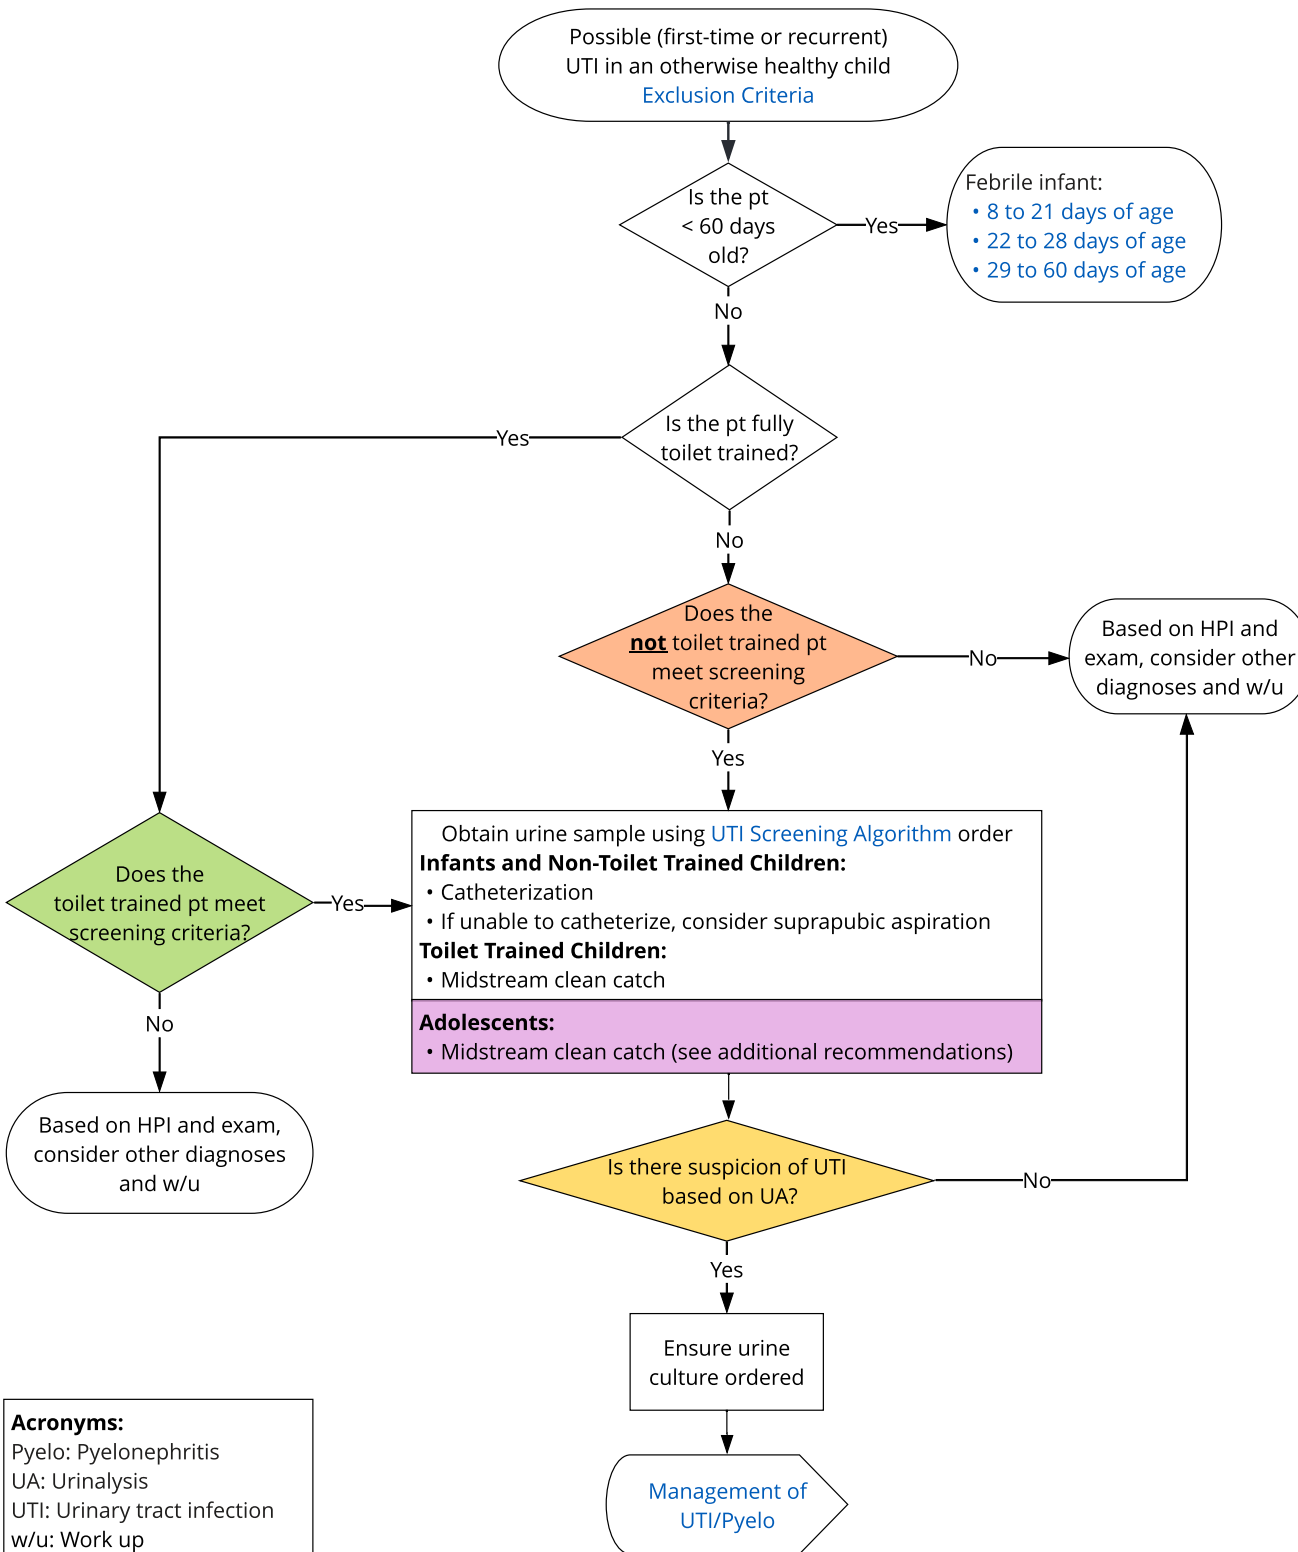 Possible (first-time or recurrent)
UTI in an otherwise healthy child
Exclusion Criteria
Is the pt
< 60 days
old?
Yes
Febrile infant:
• 8 to 21 days of age
• 22 to 28 days of age
• 29 to 60 days of age
No
Is the pt fully
toilet trained?
Yes
No
Does the
not toilet trained pt
meet screening
criteria?
No
Based on HPI and
exam, consider other
diagnoses and w/u
Yes
Does the
toilet trained pt meet
screening criteria?
Yes
Obtain urine sample using UTI Screening Algorithm order
Infants and Non-Toilet Trained Children:
• Catheterization
• If unable to catheterize, consider suprapubic aspiration
Toilet Trained Children:
• Midstream clean catch
Adolescents:
• Midstream clean catch (see additional recommendations)
No
Based on HPI and exam,
consider other diagnoses
and w/u
Is there suspicion of UTI
based on UA?
No
Yes
Ensure urine
culture ordered
Management of
UTI/Pyelo
Acronyms:
Pyelo: Pyelonephritis
UA: Urinalysis
UTI: Urinary tract infection
w/u: Work up